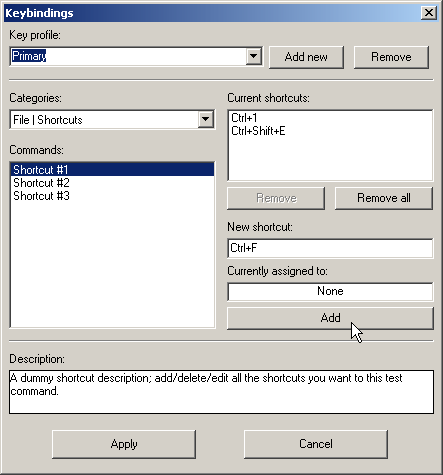 Keybindings
Key profile:
Primary
Add new
Remove
Categories:
File | Shortcuts
Commands:
Shortcut #1
Shortcut #2
Shortcut #3
Current shortcuts:
Ctrl+1
Ctrl+Shift+E
Remove
Remove all
New shortcut:
Ctrl+F
Currently assigned to:
None
Add
Description:
A dummy shortcut description; add/delete/edit all the shortcuts you want to this test
command.
Apply
Cancel